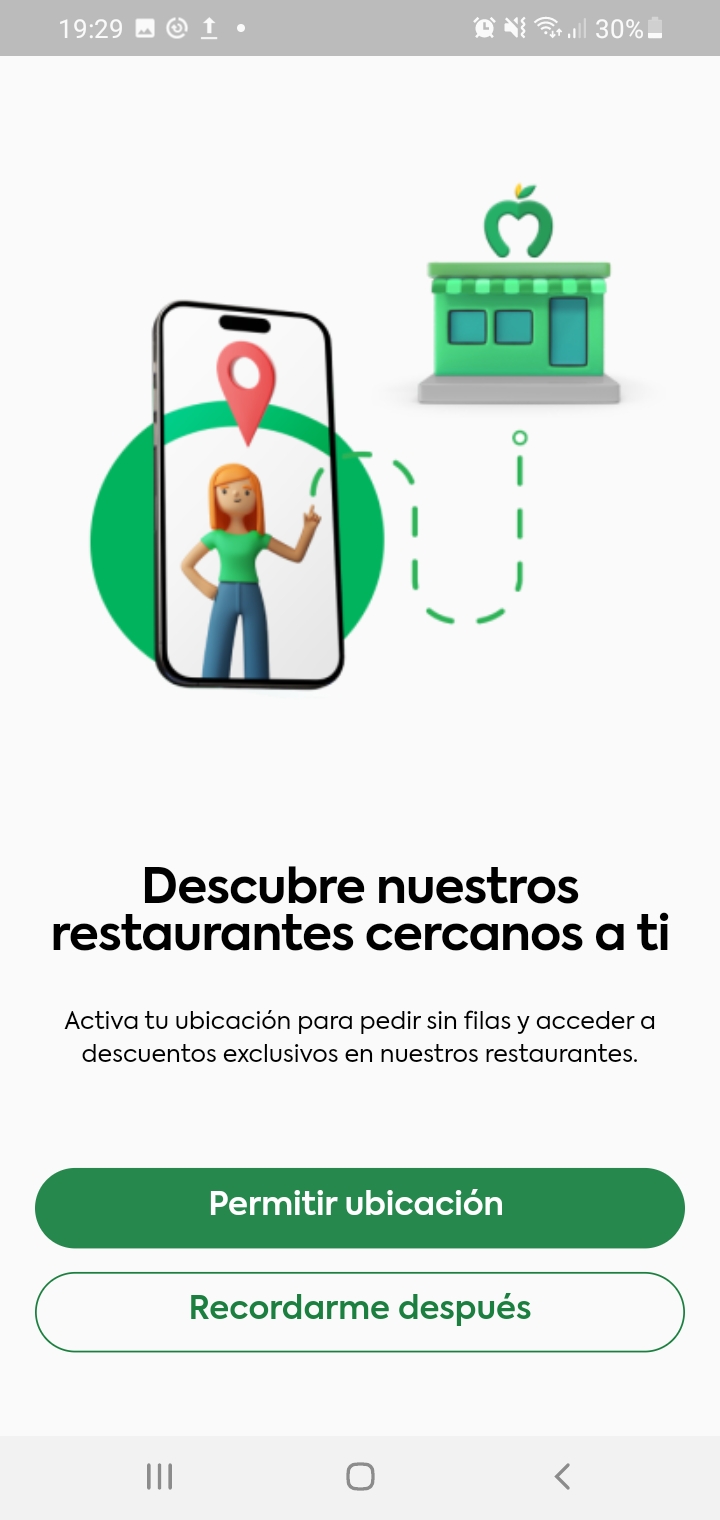 19:29
30%
Descubre nuestros
restaurantes cercanos a ti
Activa tu ubicación para pedir sin filas y acceder a
descuentos exclusivos en nuestros restaurantes.
Permitir ubicación
Recordarme después